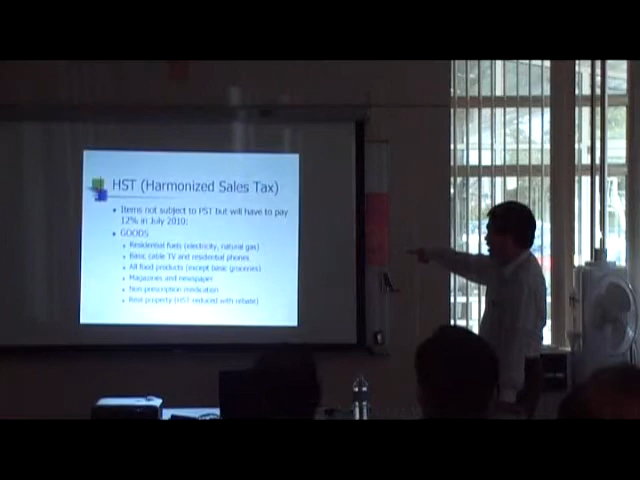 HST (Harmonized Sales Tax)
Items not subject to PST but will have to pay
12% in July 2010:
GOODS
Residential fuels (electricity, natural gas)
Basic cable TV and residential phones
All food products (except basic groceries)
Magazines and newspaper
Non-prescription medication
Real property (HST reduced with rebate)